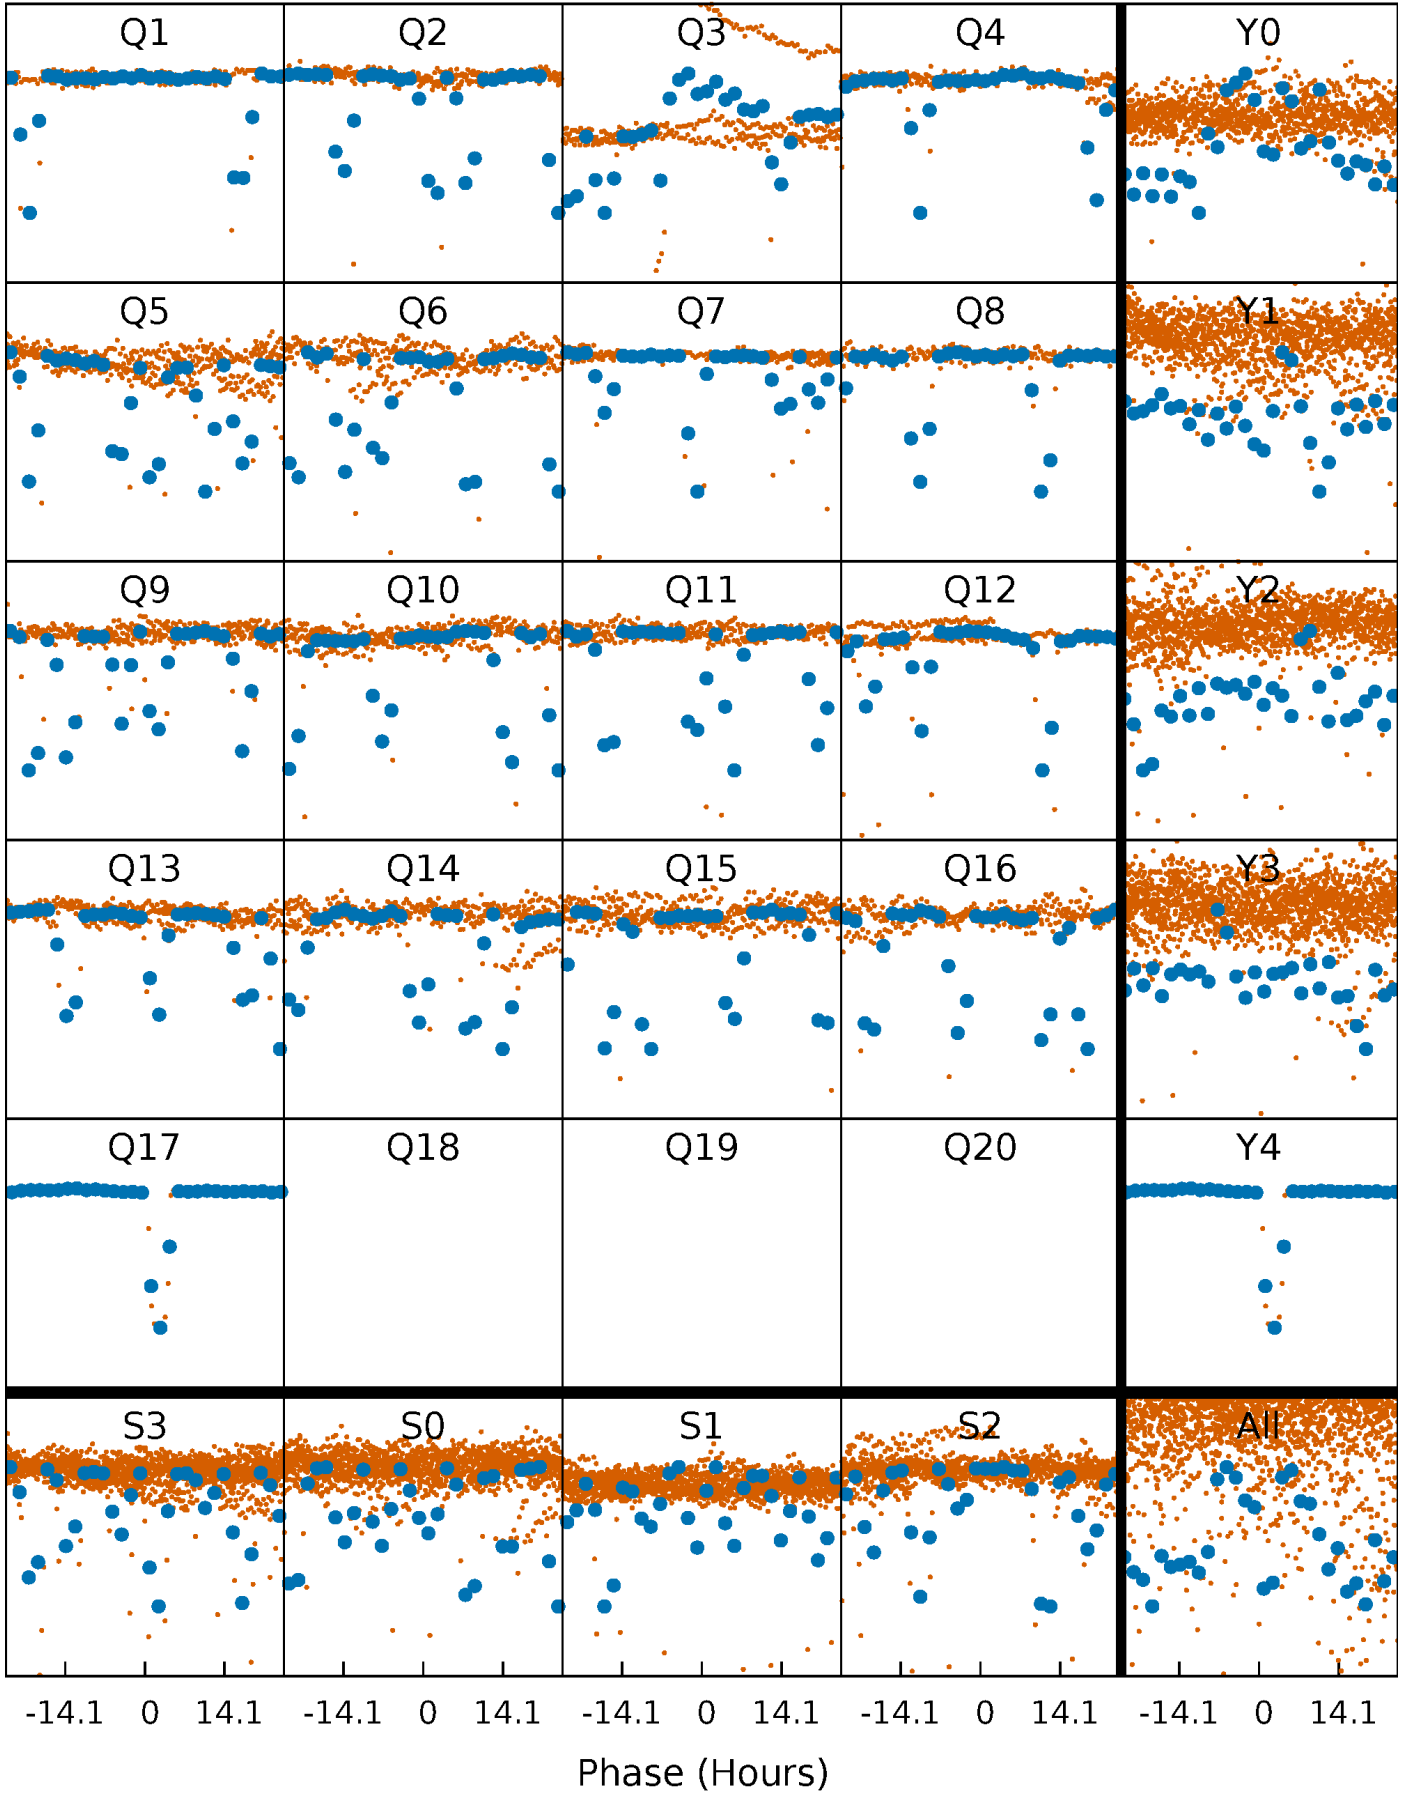 Q1 Q2 Q3 Q4 Y0
Q5 Q6 Q7 Q8 Y1
Q9 Q10 Q11 Q12 Y2
Q13 Q14 Q15 Q16 Y3
Q17 Q18 Q19 Q20 Y4
S3 S0 S1 S2 All
-14.1 0 14.1 -14.1 0 14.1 -14.1 0 14.1 -14.1 0 14.1 -14.1 0 14.1
Phase (Hours)